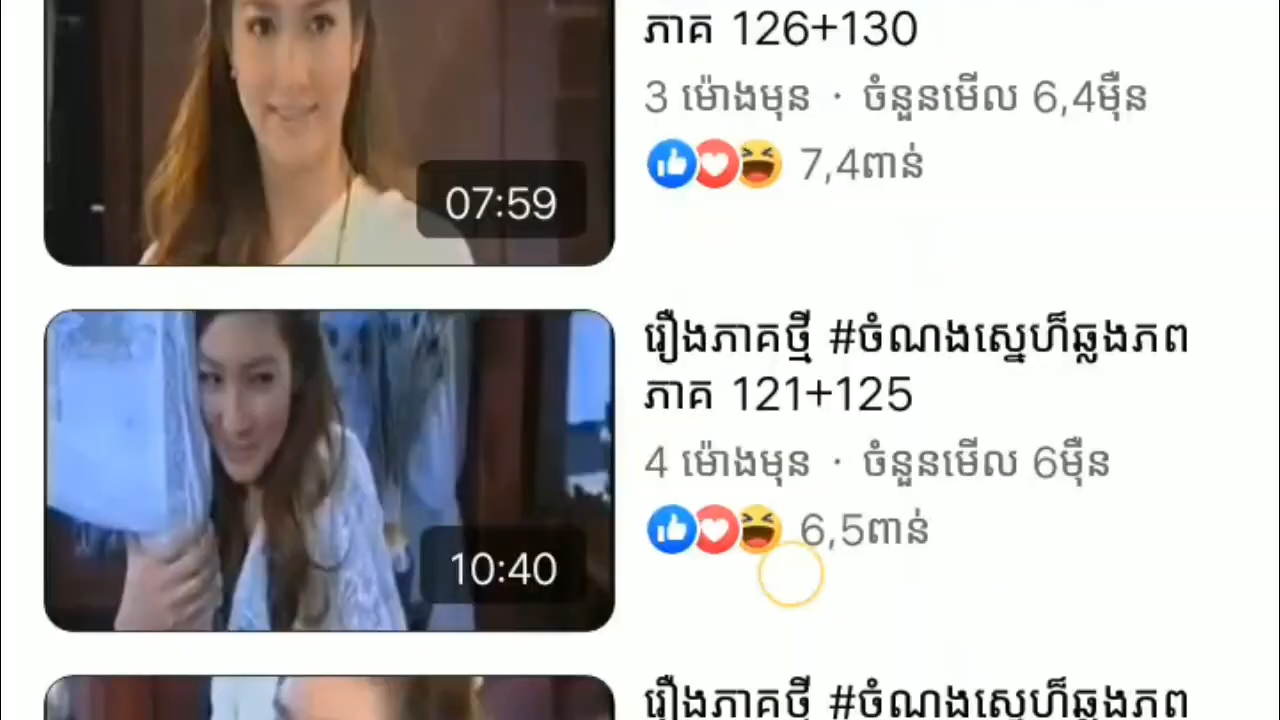 ភាគ 126+130
3 ម៉ោងមុន · ចំនួនមើល 6,4ម៉ឺន
7,4ពាន់
07:59
រឿងភាគថ្មី #ចំណងស្នេហ៍ឆ្លងភព
ភាគ 121+125
4 ម៉ោងមុន · ចំនួនមើល 6ម៉ឺន
6,5ពាន់
10:40
រឿងភាគថ្មី #ចំណងស្នេហ៍ឆ្លងភព